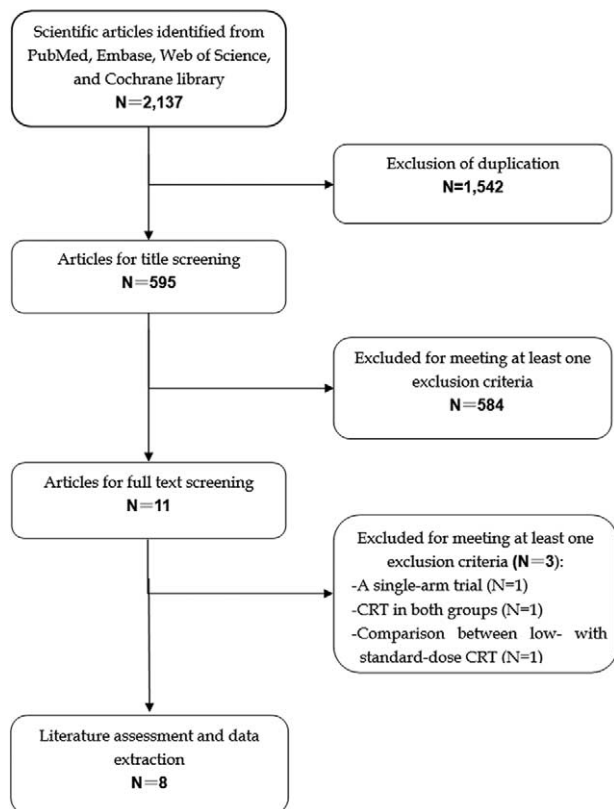 Scientific articles identified from
PubMed, Embase, Web of Science,
and Cochrane library
N=2,137
Exclusion of duplication
N=1,542
Articles for title screening
N=595
Excluded for meeting at least one
exclusion criteria
N=584
Articles for full text screening
N=11
Excluded for meeting at least one
exclusion criteria (N=3):
-A single-arm trial (N=1)
-CRT in both groups (N=1)
-Comparison between low- with
standard-dose CRT (N=1)
Literature assessment and data
extraction
N=8